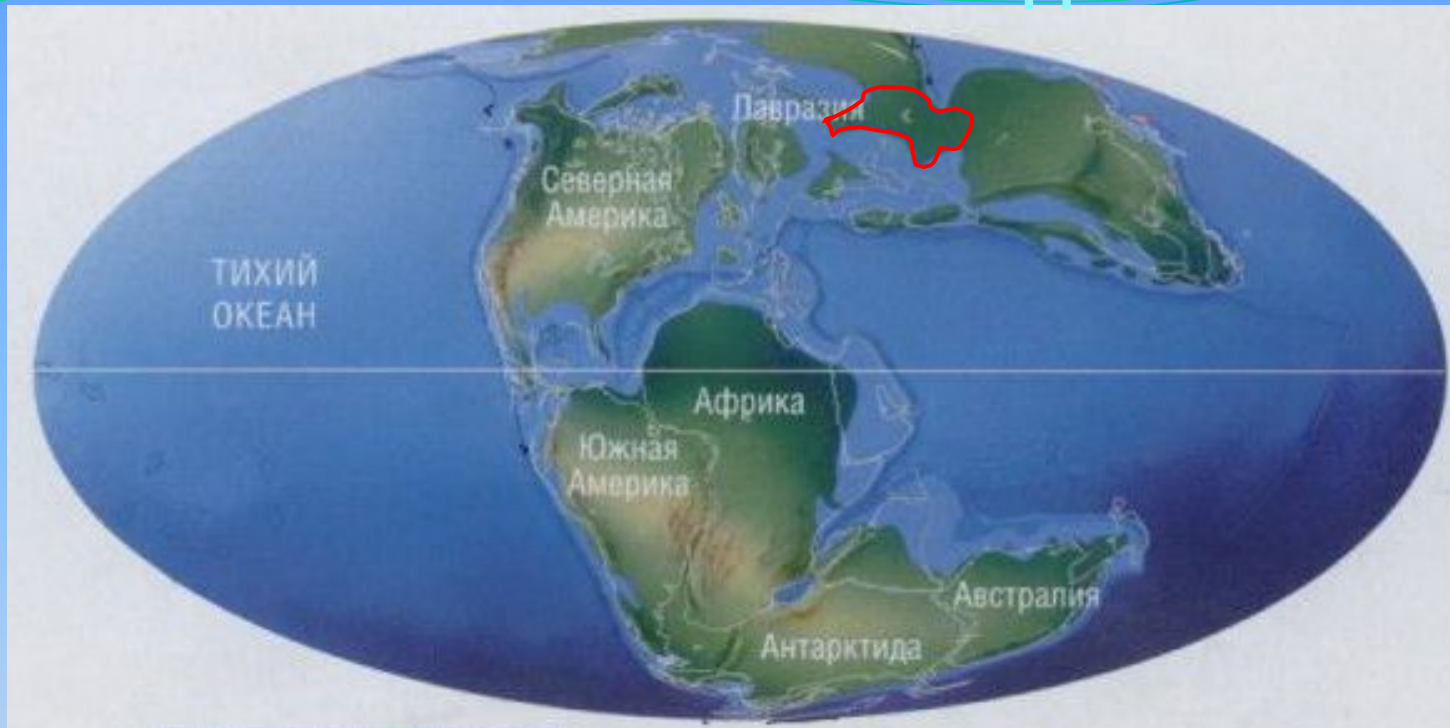 Лавразия
Северная
Америка
ТИХИЙ
ОКЕАН
Африка
Южная
Америка
Австралия
Антарктида